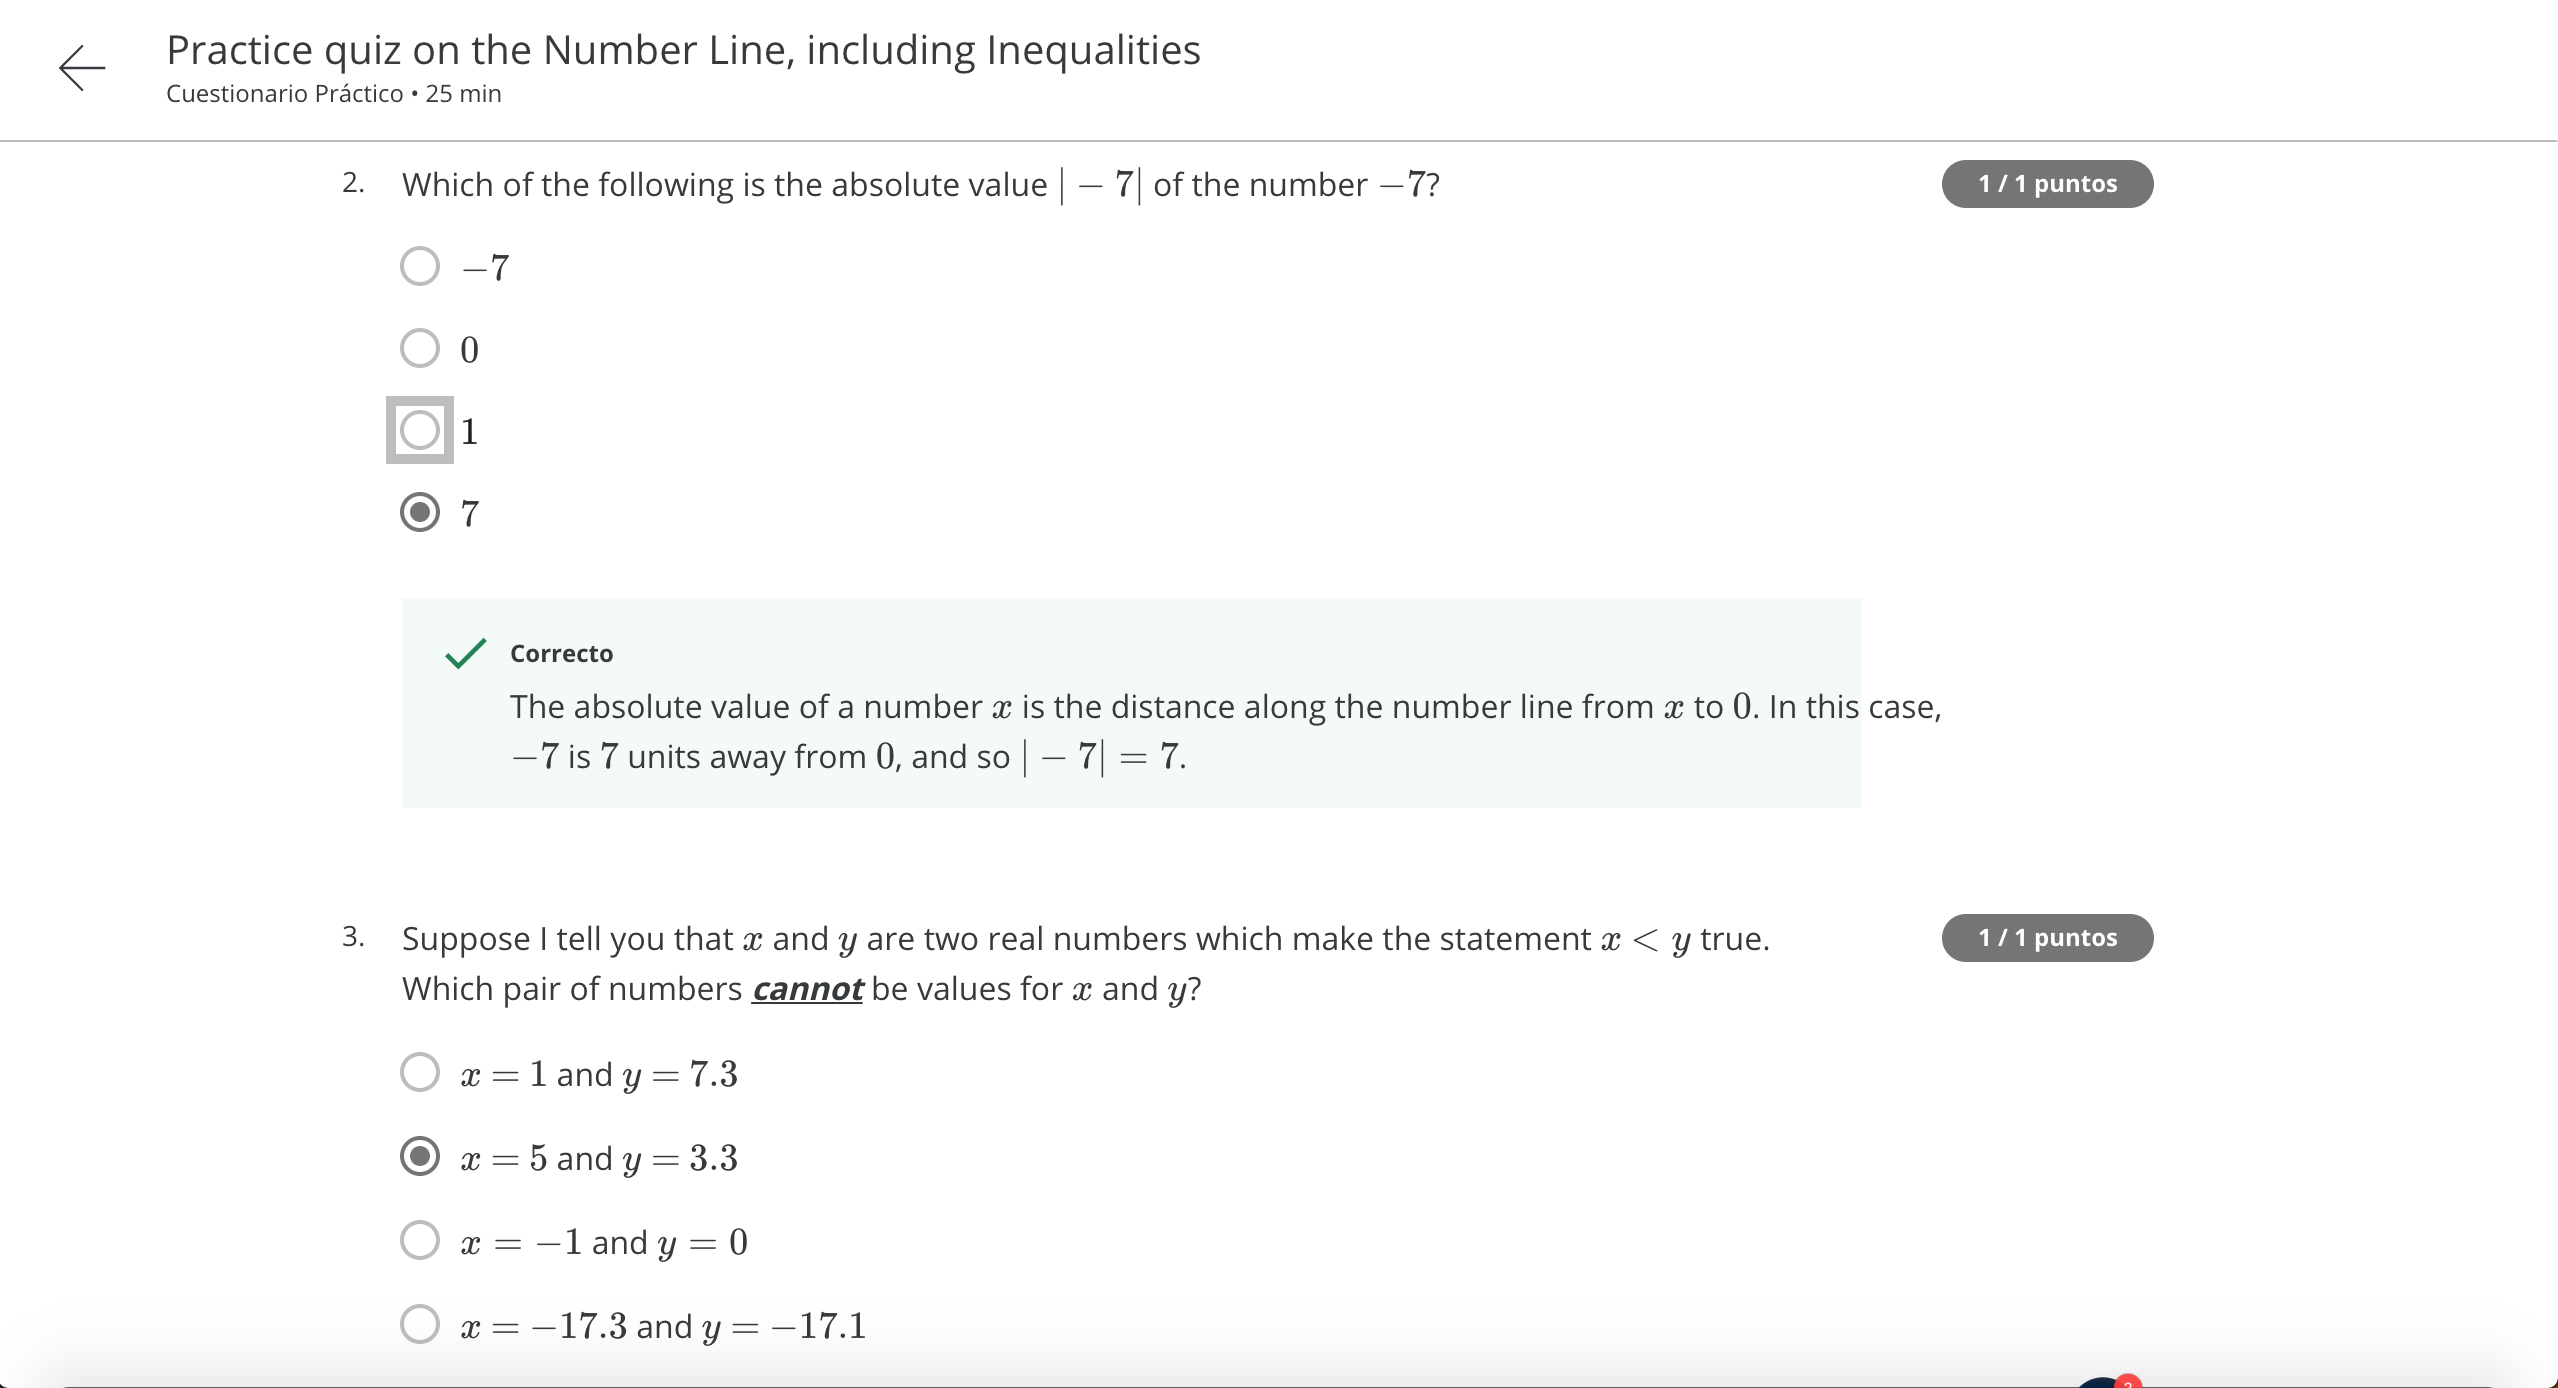 Practice quiz on the Number Line, including Inequalities
Cuestionario Práctico • 25 min
2. Which of the following is the absolute value |− 7| of the number −7?
1 / 1 puntos
−7
0
1
7
Correcto
The absolute value of a number x is the distance along the number line from x to 0. In this case,
−7 is 7 units away from 0, and so |− 7| = 7.
3. Suppose I tell you that x and y are two real numbers which make the statement x < y true.
1 / 1 puntos
Which pair of numbers cannot be values for x and y?
x = 1 and y = 7.3
x = 5 and y = 3.3
x = −1 and y = 0
x = −17.3 and y = −17.1